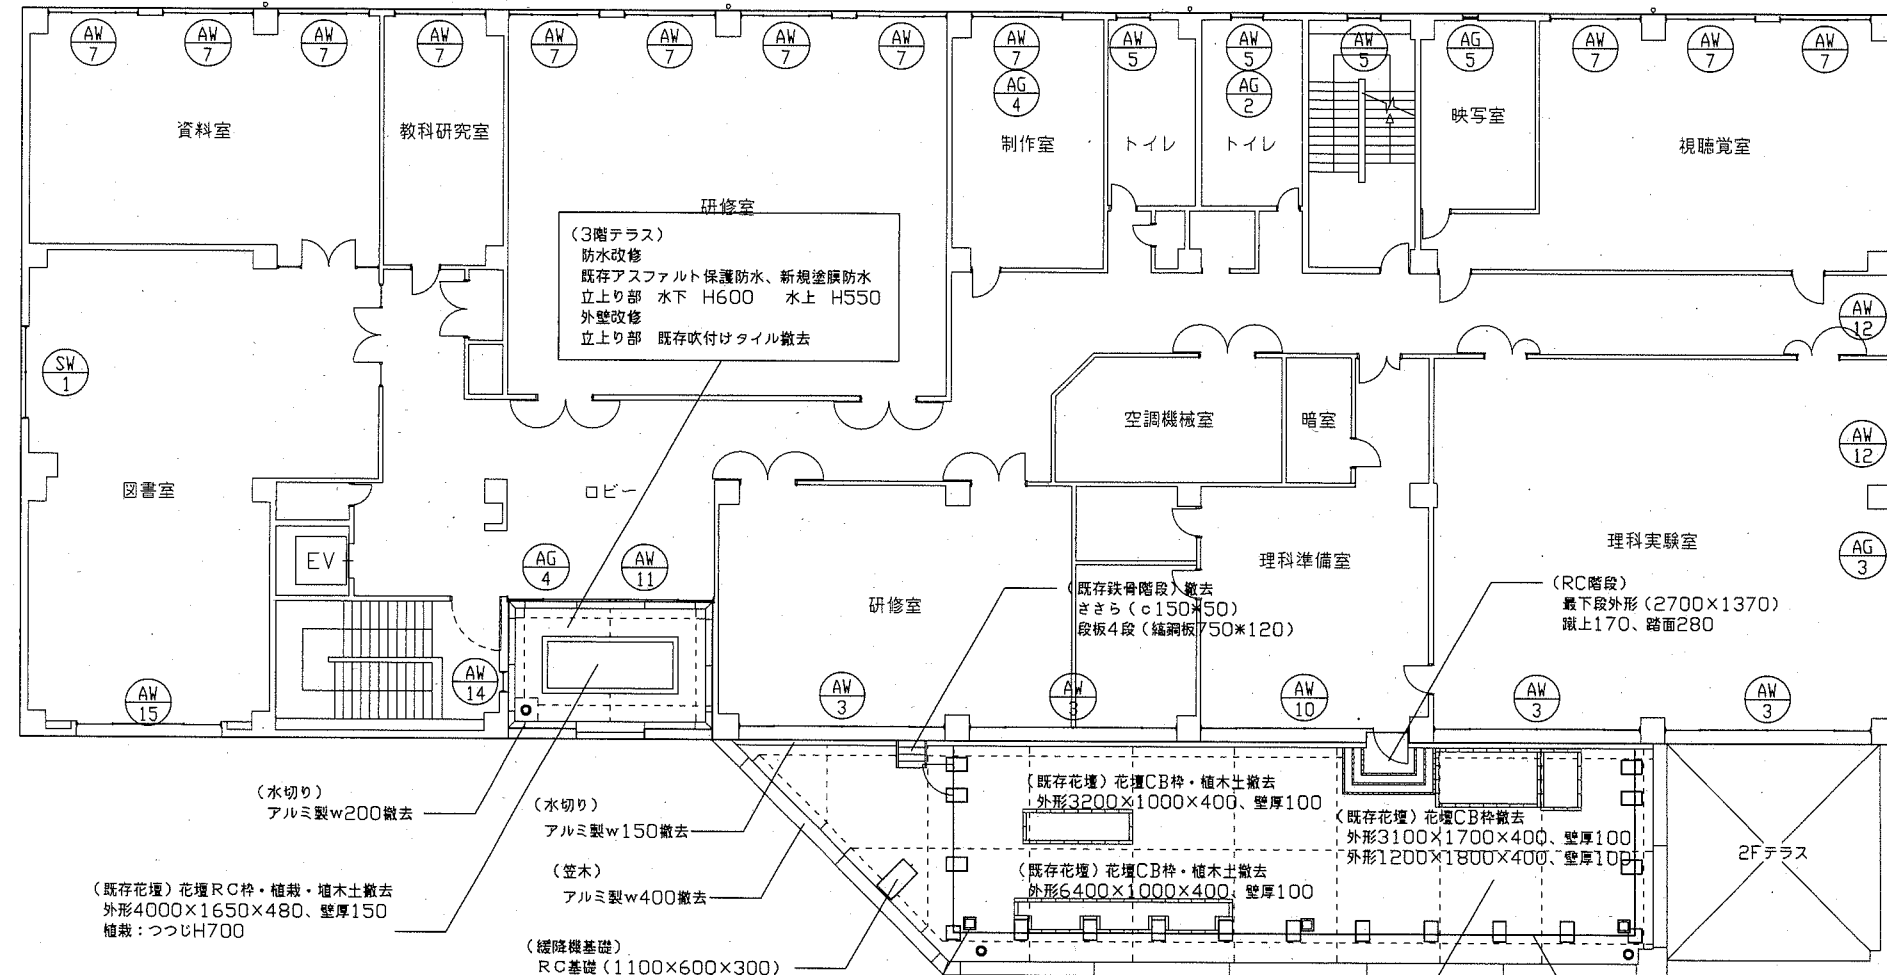 AW 7
AW 7
AW 7
AW 7
AW 7
AW 7
AW 7
AW 7
AW 7
AG 4
AW 5
AW 5
AG 2
AW 5
AG 5
AW 7
AW 7
AW 7
資料室
教科研究室
研修室
制作室
トイレ
トイレ
映写室
視聴覚室
(3階テラス)
防水改修
既存アスファルト保護防水、新規塗膜防水
立上り部 水下 H600 水上 H550
外壁改修
立上り部 既存吹付けタイル撤去
SW 1
AW 12
空調機械室
暗室
AW 12
図書室
ロビー
EV
AG 4
AW 11
研修室
(既存鉄骨階段)撤去
ささら(c150*50)
段板4段(縞鋼板750*120)
理科準備室
理科実験室
AG 3
(RC階段)
最下段外形(2700×1370)
蹴上170、踏面280
AW 14
AW 15
AW 3
AW 3
AW 10
AW 3
AW 3
(水切り)
アルミ製w200撤去
(水切り)
アルミ製w150撤去
(既存花壇)花壇CB枠・植木土撤去
外形3200×1000×400、壁厚100
(既存花壇)花壇CB枠撤去
外形3100×1700×400、壁厚100
外形1200×1800×400、壁厚100
2Fテラス
(笠木)
アルミ製w400撤去
(既存花壇)花壇CB枠・植木土撤去
外形6400×1000×400、壁厚100
(既存花壇)花壇RC枠・植栽・埴木土撤去
外形4000×1650×480、壁厚150
植栽：つつじH700
(緩降機基礎)
RC基礎(1100×600×300)